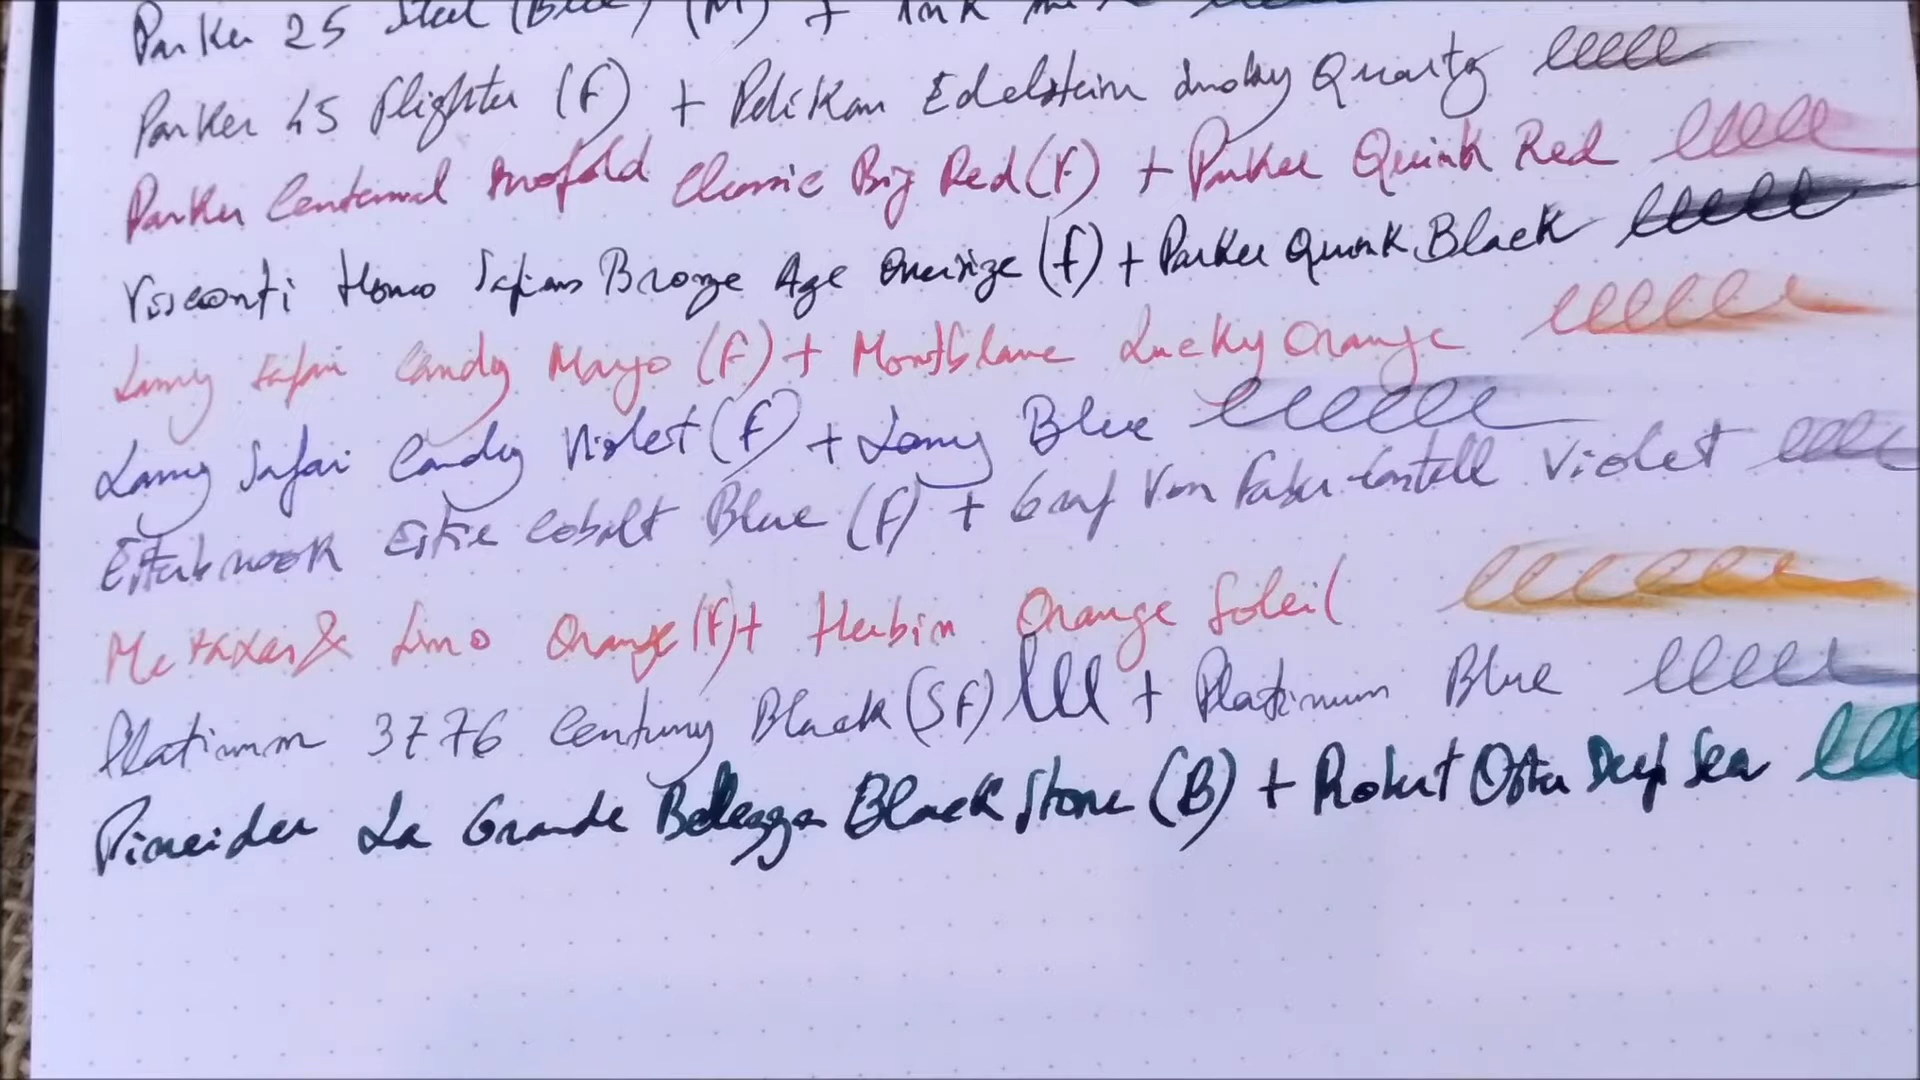 Parker 25 Steel (Blue) (M) + Ink
Parker 45 Flighter (F) + Pelikan Edelstein Smoky Quartz
Parker Centennial Duofold Classic Big Red (F) + Parker Quink Red
Visconti Homo Sapiens Bronze Age Oversize (F) + Parker Quink Black
Lamy Safari Candy Mango (F) + Montblanc Lucky Orange
Lamy Safari Candy Violet (F) + Lamy Blue
Esterbrook Estie Cobalt Blue (F) + Graf Von Faber-Castell Violet
Orange (F) + Herbin Orange Soleil
Platinum 3776 Century Black (SF) + Platinum Blue
Pineider La Grande Bellezza Black Stone (B) + Robert Oster Deep Sea